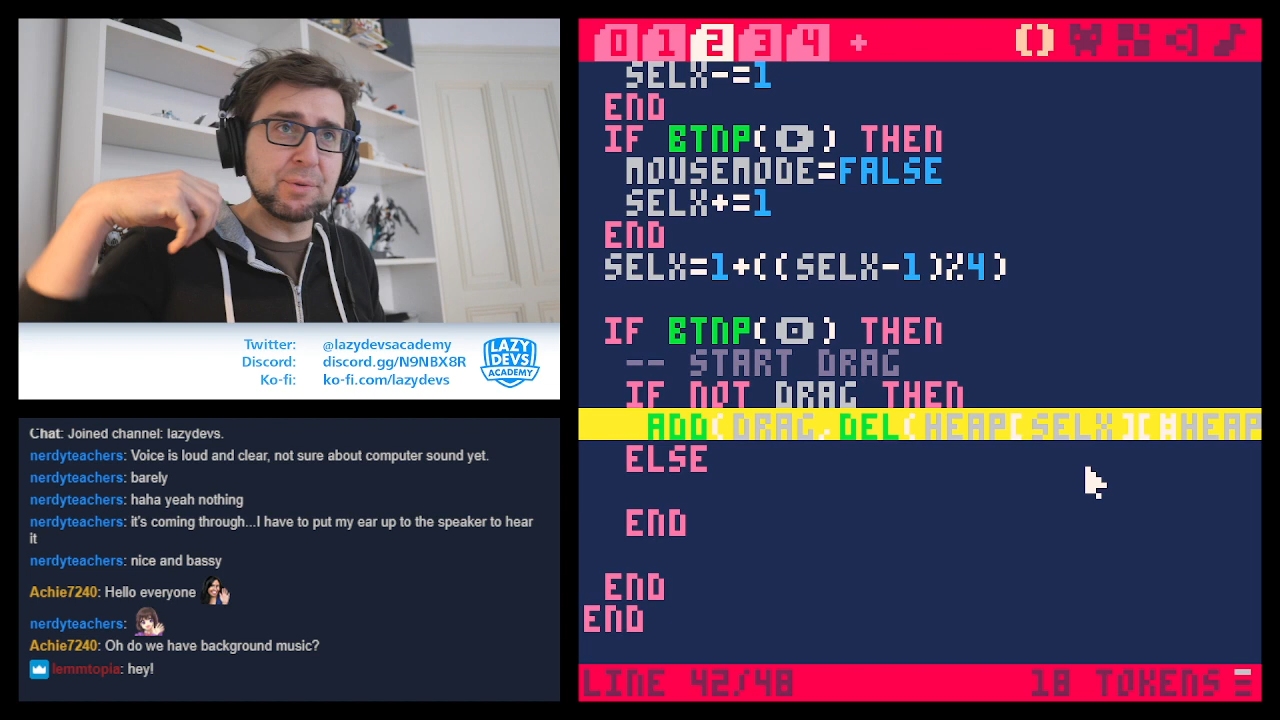 Twitter: @lazydevsacademy
Discord: discord.gg/N9NBX8R
Ko-fi: ko-fi.com/lazydevs
LAZY
DEVS
ACADEMY
Chat: Joined channel: lazydevs.
nerdyteachers: Voice is loud and clear, not sure about computer sound yet.
nerdyteachers: barely
nerdyteachers: haha yeah nothing
nerdyteachers: it's coming through...I have to put my ear up to the speaker to hear
it
nerdyteachers: nice and bassy
Achie7240: Hello everyone
nerdyteachers:
Achie7240: Oh do we have background music?
lemmtopia: hey!
0 1 2 3 4 +
SELX-=1
END
IF BTNP(▶) THEN
MOUSEMODE=FALSE
SELX+=1
END
SELX=1+((SELX-1)%4)
IF BTNP() THEN
-- START DRAG
IF NOT DRAG THEN
ADD(DRAG,DEL(HEAP[SELX][#HEAP
ELSE
END
END
END
LINE 42/48
18 TOKENS